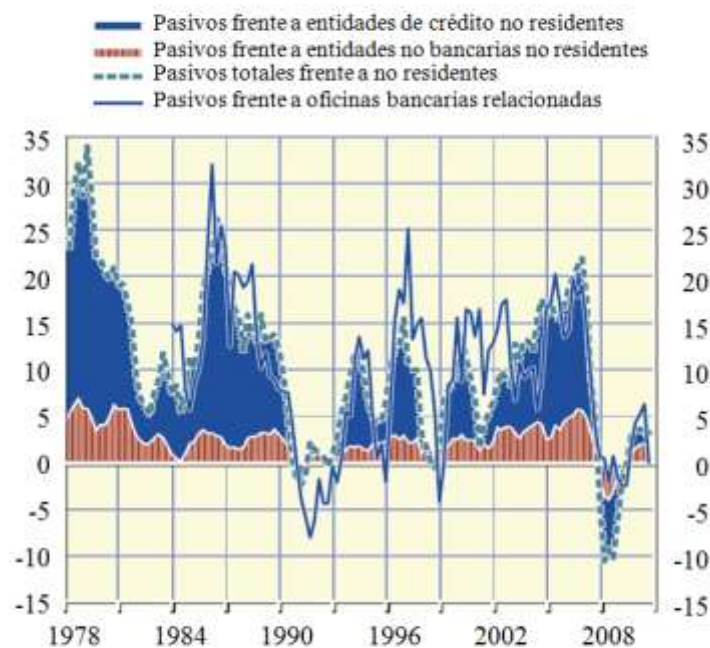 Pasivos frente a entidades de crédito no residentes
Pasivos frente a entidades no bancarias no residentes
Pasivos totales frente a no residentes
Pasivos frente a oficinas bancarias relacionadas
35 35
30 30
25 25
20 20
15 15
10 10
5 5
0 0
-5 -5
-10 -10
-15 -15
1978 1984 1990 1996 2002 2008